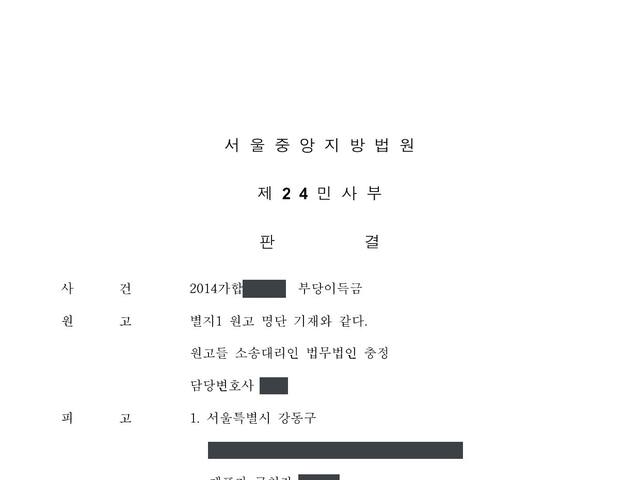 서울중앙지방법원
제24민사부
판 결
사 건 2014가합 부당이득금
원 고 별지1 원고 명단 기재와 같다.
원고들 소송대리인 법무법인 충정
담당변호사
피 고 1. 서울특별시 강동구